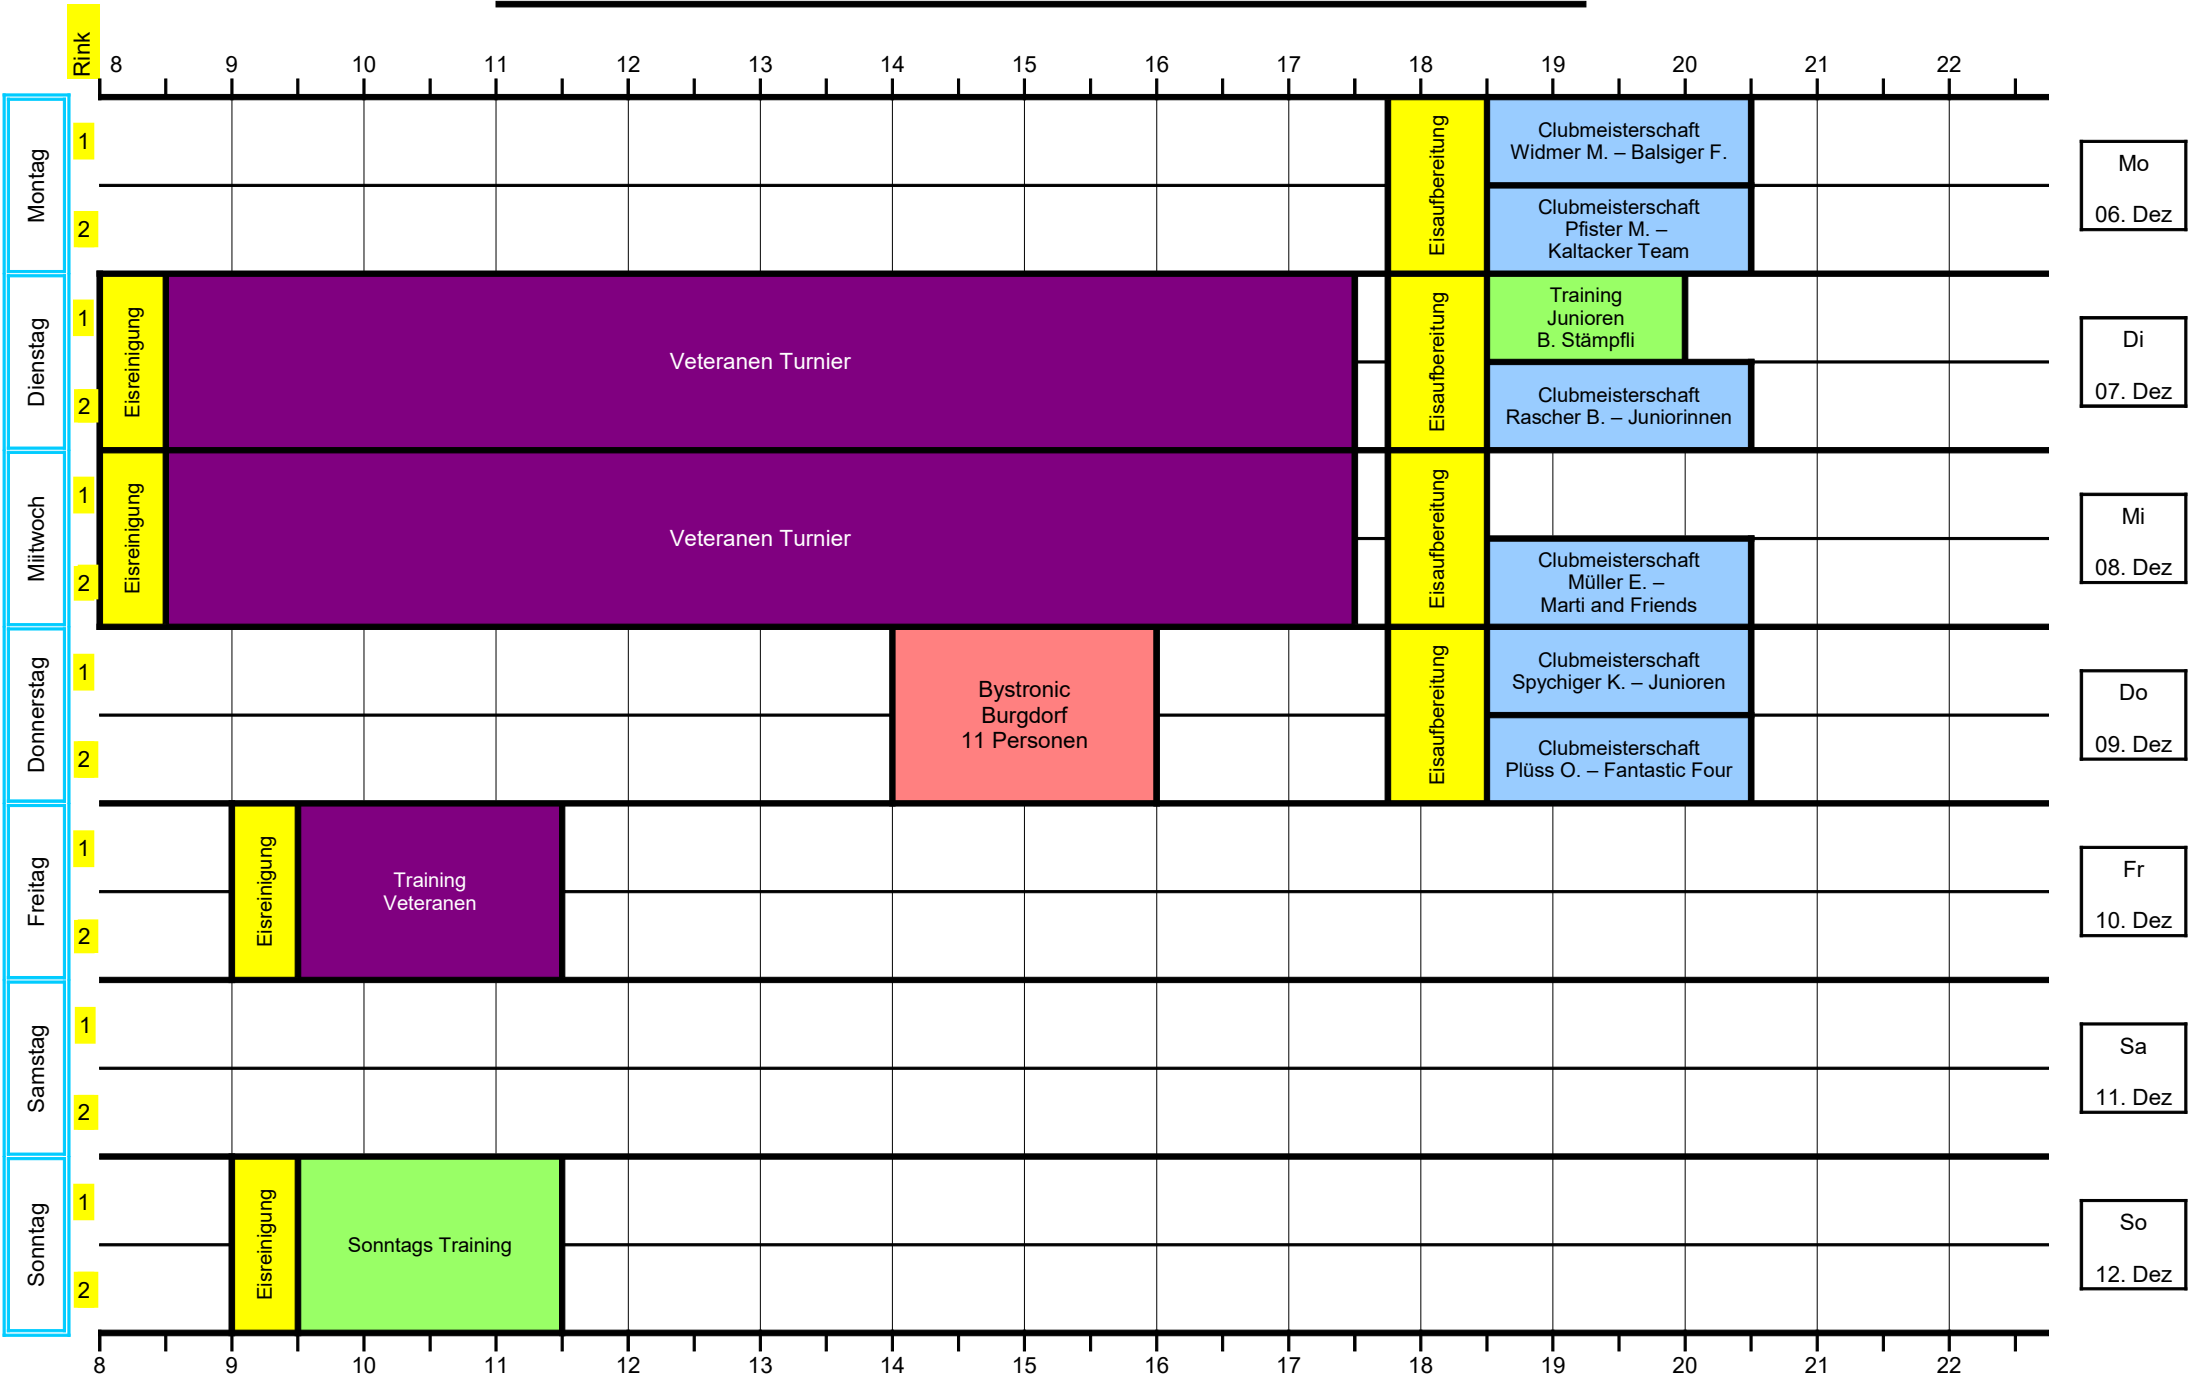 Rink
8 9 10 11 12 13 14 15 16 17 18 19 20 21 22
Montag
1
2
Eisaufbereitung
Clubmeisterschaft
Widmer M. – Balsiger F.
Clubmeisterschaft
Pfister M. –
Kaltacker Team
Mo
06. Dez
Dienstag
1
2
Eisreinigung
Veteranen Turnier
Eisaufbereitung
Training
Junioren
B. Stämpfli
Clubmeisterschaft
Rascher B. – Juniorinnen
Di
07. Dez
Miitwoch
1
2
Eisreinigung
Veteranen Turnier
Eisaufbereitung
Clubmeisterschaft
Müller E. –
Marti and Friends
Mi
08. Dez
Donnerstag
1
2
Bystronic
Burgdorf
11 Personen
Eisaufbereitung
Clubmeisterschaft
Spychiger K. – Junioren
Clubmeisterschaft
Plüss O. – Fantastic Four
Do
09. Dez
Freitag
1
2
Eisreinigung
Training
Veteranen
Fr
10. Dez
Samstag
1
2
Sa
11. Dez
Sonntag
1
2
Eisreinigung
Sonntags Training
So
12. Dez
8 9 10 11 12 13 14 15 16 17 18 19 20 21 22